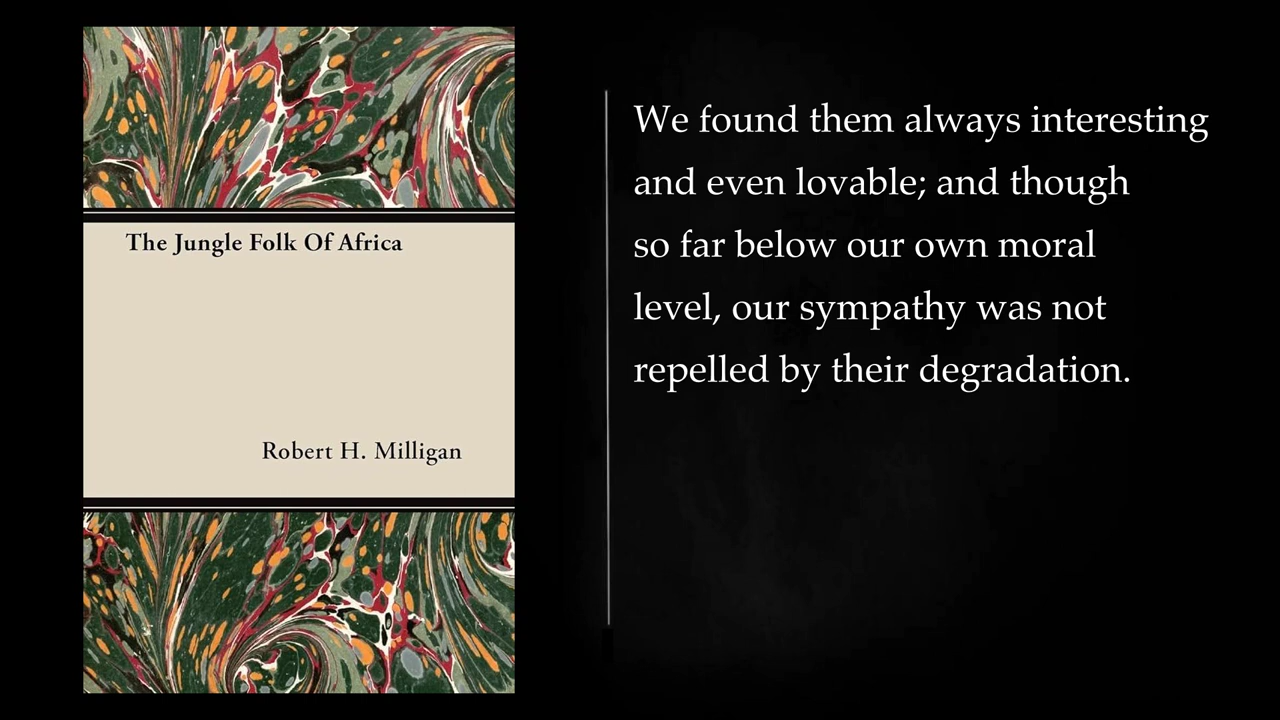 The Jungle Folk Of Africa
Robert H. Milligan
We found them always interesting
and even lovable; and though
so far below our own moral
level, our sympathy was not
repelled by their degradation.